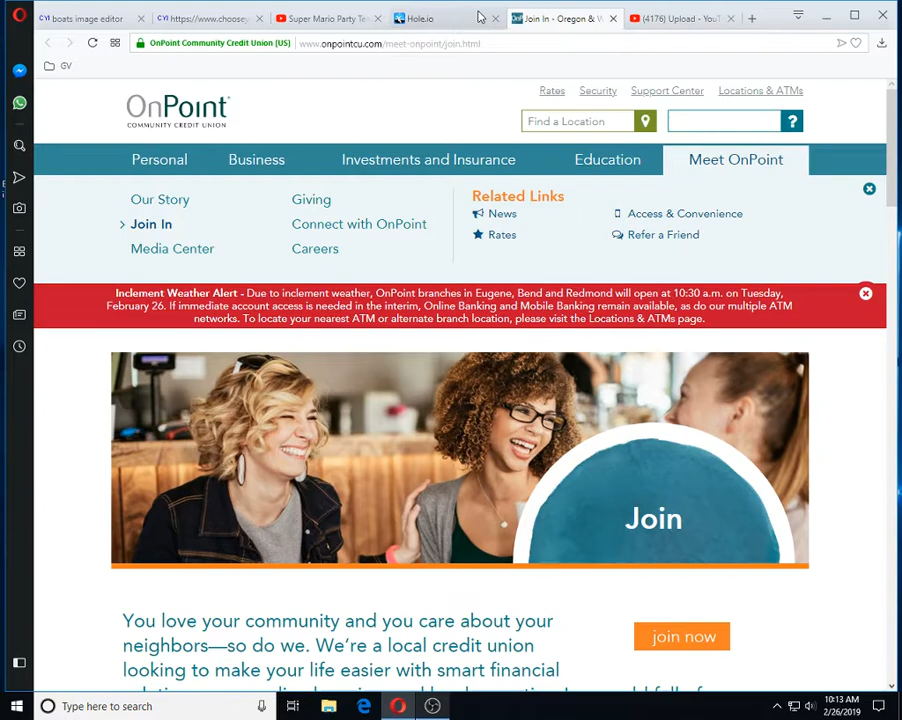 boats image editor
https://www.choosey
Super Mario Party Te
Hole.io
Join In - Oregon & W
(4176) Upload - YouT
OnPoint Community Credit Union [US]
www.onpointcu.com/meet-onpoint/join.html
GV
Rates Security Support Center Locations & ATMs
OnPoint
COMMUNITY CREDIT UNION
Find a Location
?
Personal Business Investments and Insurance Education Meet OnPoint
Our Story Giving
Join In Connect with OnPoint
Media Center Careers
Related Links
News Access & Convenience
Rates Refer a Friend
Inclement Weather Alert - Due to inclement weather, OnPoint branches in Eugene, Bend and Redmond will open at 10:30 a.m. on Tuesday,
February 26. If immediate account access is needed in the interim, Online Banking and Mobile Banking remain available, as do our multiple ATM
networks. To locate your nearest ATM or alternate branch location, please visit the Locations & ATMs page.
Join
You love your community and you care about your
neighbors—so do we. We're a local credit union
looking to make your life easier with smart financial
join now
Type here to search
10:13 AM
2/26/2019